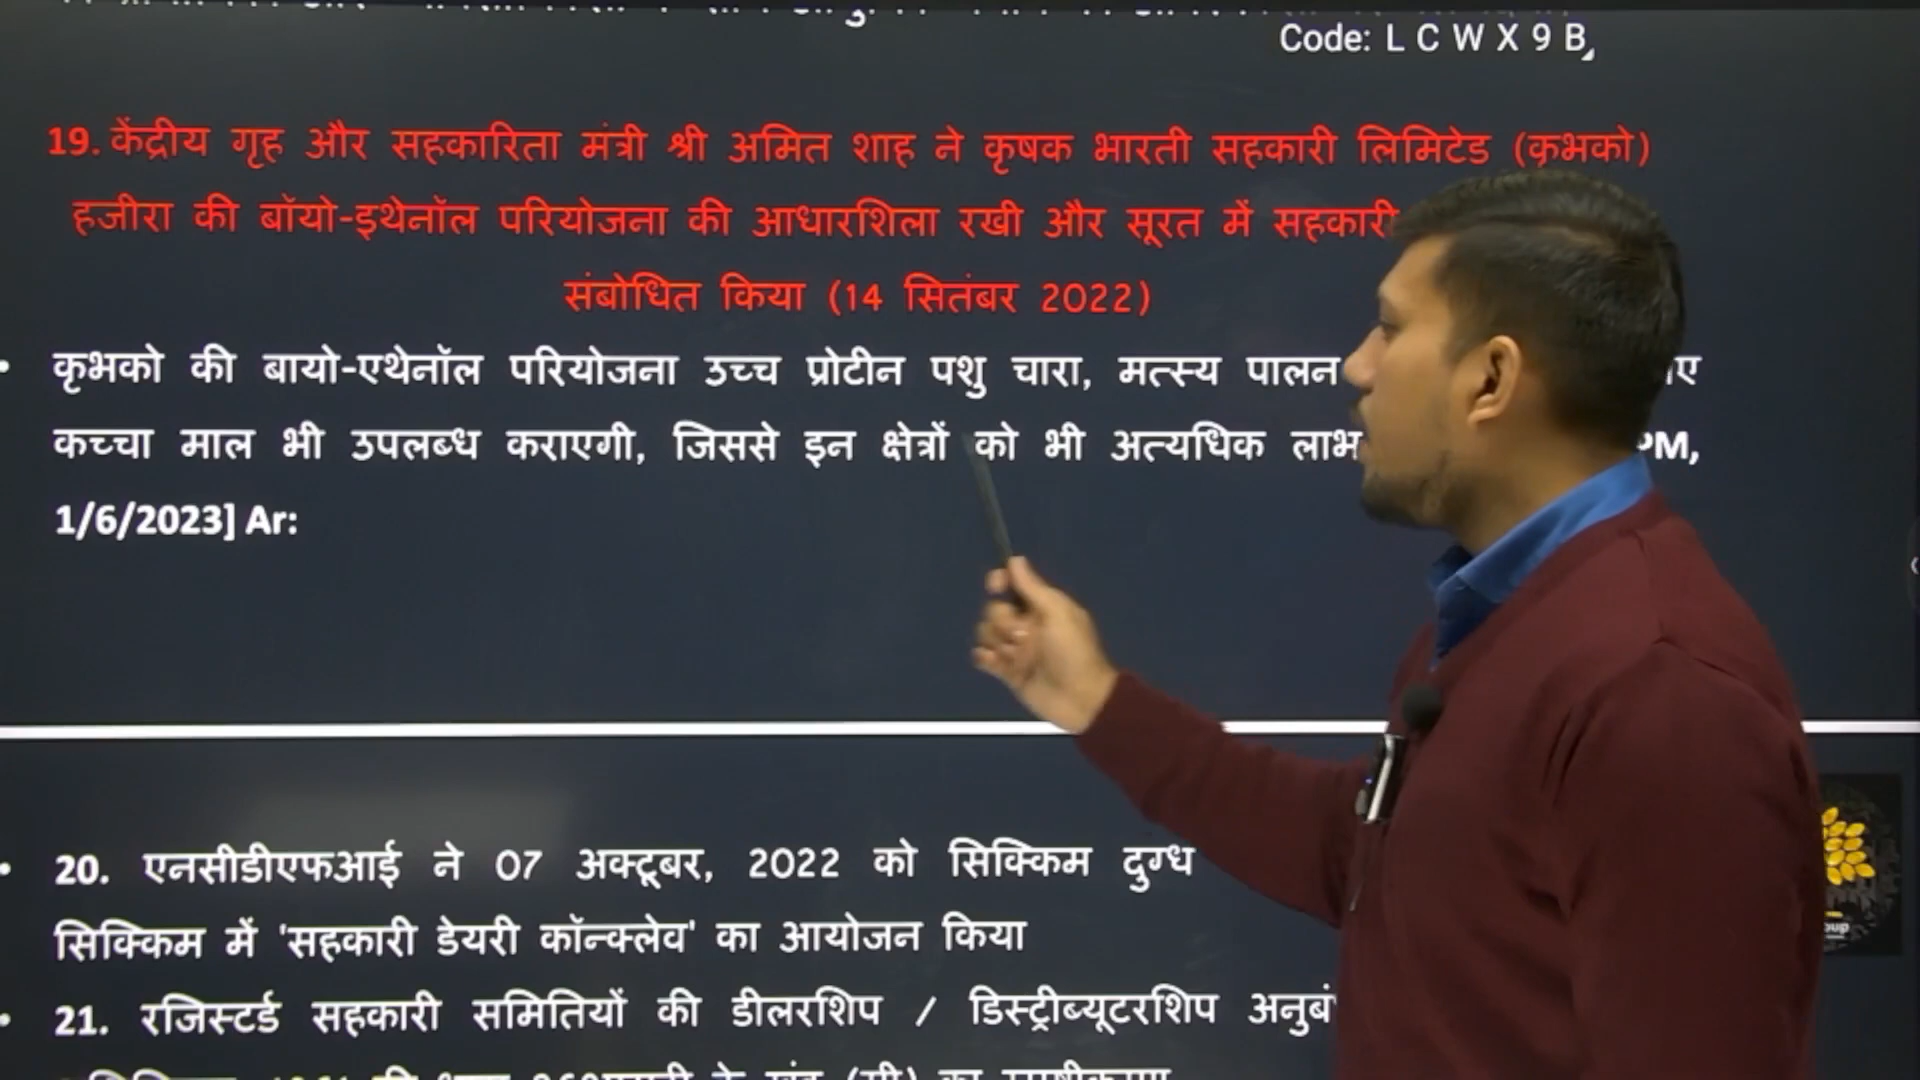 Code: L C W X 9 B
19. केंद्रीय गृह और सहकारिता मंत्री श्री अमित शाह ने कृषक भारती सहकारी लिमिटेड (कृभको)
हजीरा की बॉयो-इथेनॉल परियोजना की आधारशिला रखी और सूरत में सहकारी
संबोधित किया (14 सितंबर 2022)
• कृभको की बायो-एथेनॉल परियोजना उच्च प्रोटीन पशु चारा, मत्स्य पालन
कच्चा माल भी उपलब्ध कराएगी, जिससे इन क्षेत्रों को भी अत्यधिक लाभ PM,
1/6/2023] Ar:
• 20. एनसीडीएफआई ने 07 अक्टूबर, 2022 को सिक्किम दुग्ध
सिक्किम में 'सहकारी डेयरी कॉन्क्लेव' का आयोजन किया
• 21. रजिस्टर्ड सहकारी समितियों की डीलरशिप / डिस्ट्रीब्यूटरशिप